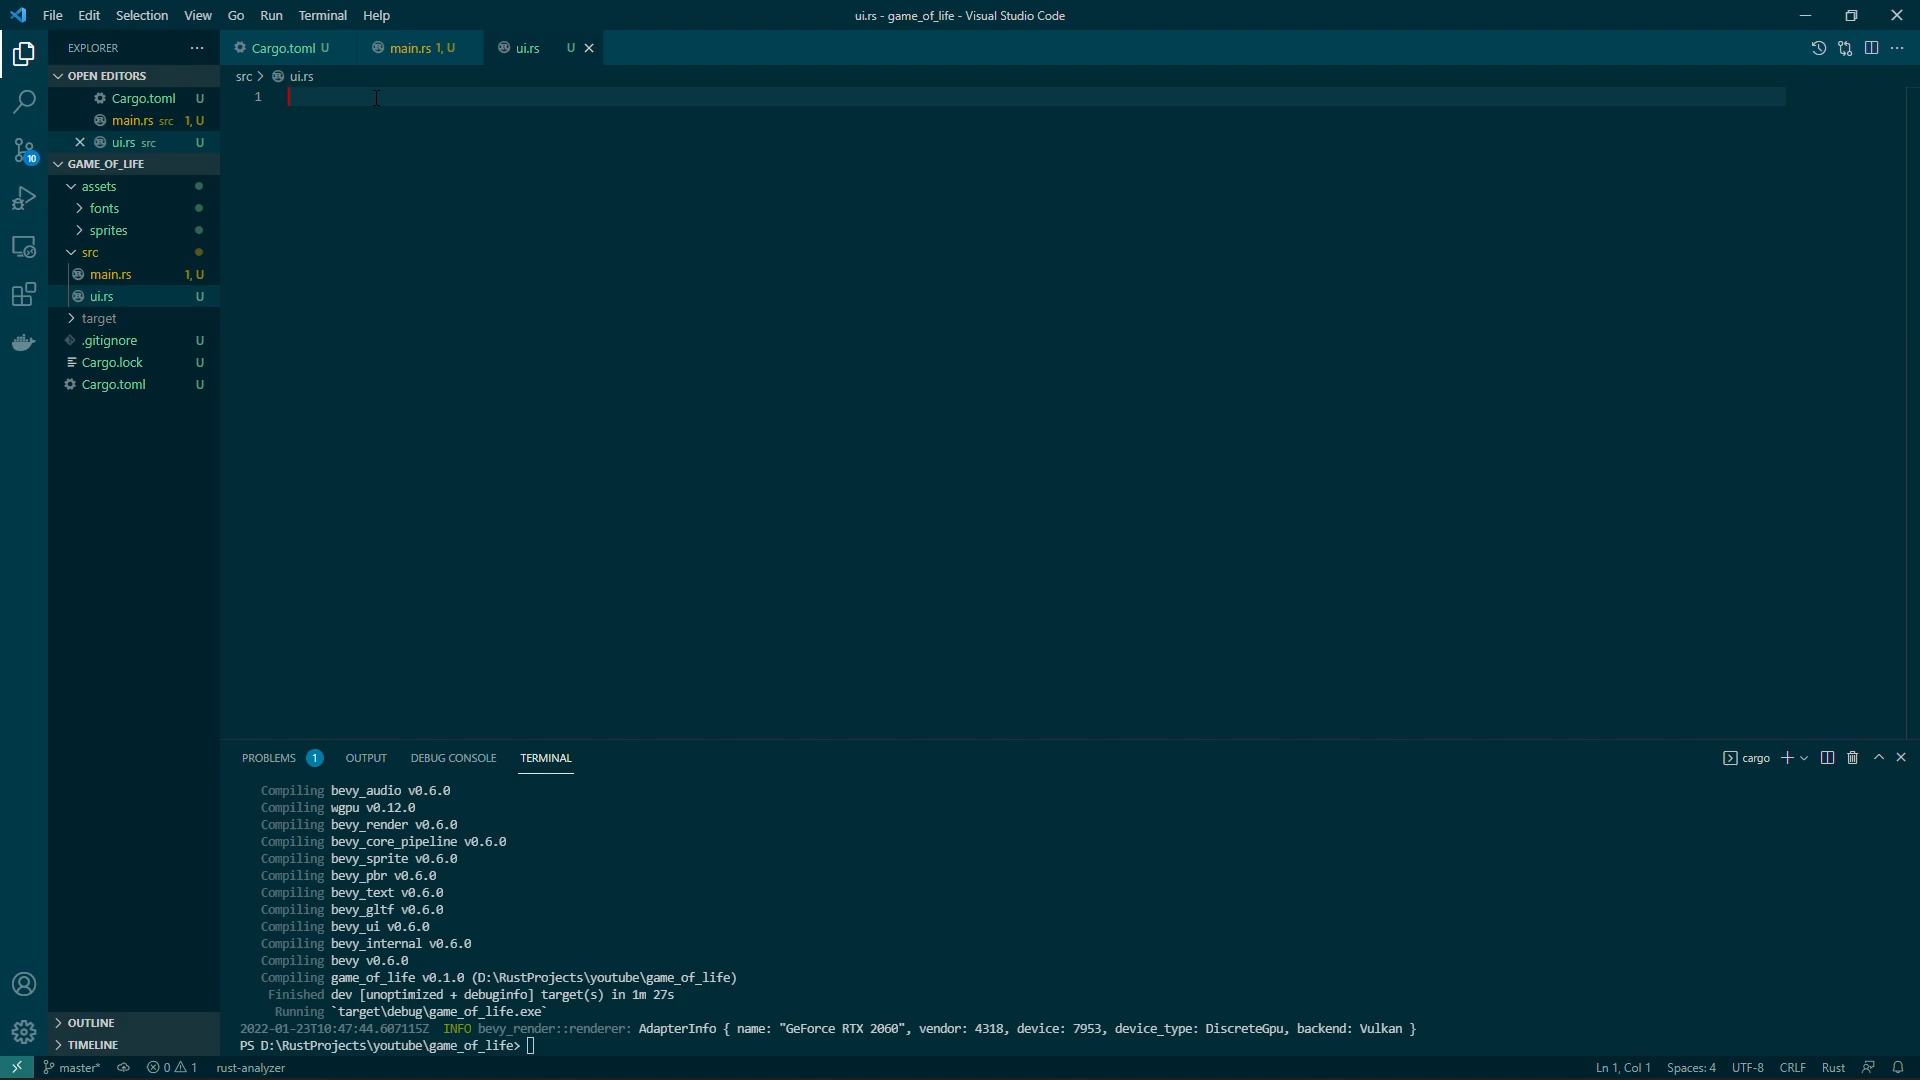 File Edit Selection View Go Run Terminal Help
ui.rs - game_of_life - Visual Studio Code
EXPLORER
Cargo.toml U
main.rs 1, U
ui.rs U
OPEN EDITORS
src > ui.rs
Cargo.toml U
1
main.rs src 1, U
ui.rs src U
10
GAME_OF_LIFE
assets
fonts
sprites
src
main.rs 1, U
ui.rs U
target
.gitignore U
Cargo.lock U
Cargo.toml U
PROBLEMS 1 OUTPUT DEBUG CONSOLE TERMINAL
cargo
Compiling bevy_audio v0.6.0
Compiling wgpu v0.12.0
Compiling bevy_render v0.6.0
Compiling bevy_core_pipeline v0.6.0
Compiling bevy_sprite v0.6.0
Compiling bevy_pbr v0.6.0
Compiling bevy_text v0.6.0
Compiling bevy_gltf v0.6.0
Compiling bevy_ui v0.6.0
Compiling bevy_internal v0.6.0
Compiling bevy v0.6.0
Compiling game_of_life v0.1.0 (D:\RustProjects\youtube\game_of_life)
Finished dev [unoptimized + debuginfo] target(s) in 1m 27s
Running `target\debug\game_of_life.exe`
2022-01-23T10:47:44.607115Z INFO bevy_render::renderer: AdapterInfo { name: "GeForce RTX 2060", vendor: 4318, device: 7953, device_type: DiscreteGpu, backend: Vulkan }
PS D:\RustProjects\youtube\game_of_life>
OUTLINE
TIMELINE
master* 0 1 rust-analyzer
Ln 1, Col 1 Spaces: 4 UTF-8 CRLF Rust